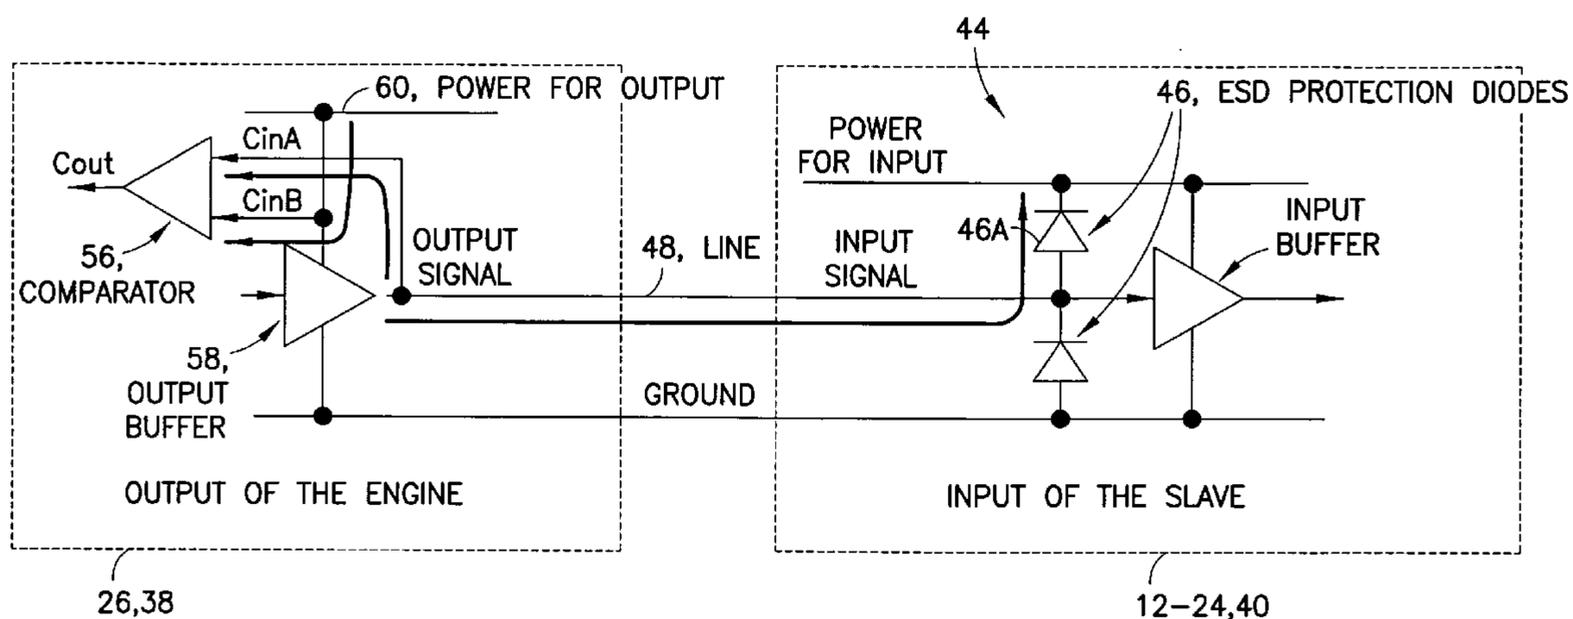 44
60, POWER FOR OUTPUT
46, ESD PROTECTION DIODES
CinA
POWER
FOR INPUT
Cout
CinB
INPUT
BUFFER
46A
OUTPUT
SIGNAL
48, LINE
INPUT
SIGNAL
56,
COMPARATOR
58,
OUTPUT
BUFFER
GROUND
OUTPUT OF THE ENGINE
INPUT OF THE SLAVE
26,38
12-24,40